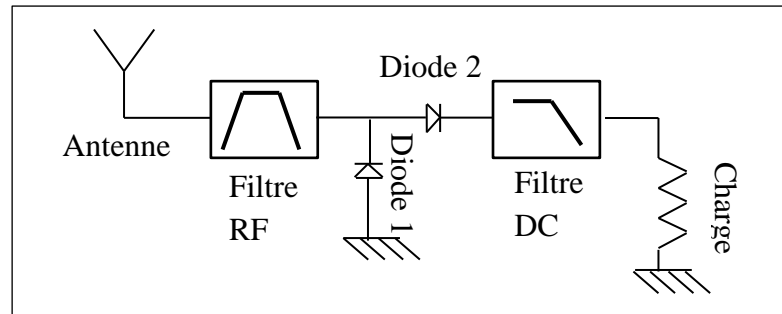 Antenne
Filtre
RF
Diode 1
Diode 2
Filtre
DC
Charge